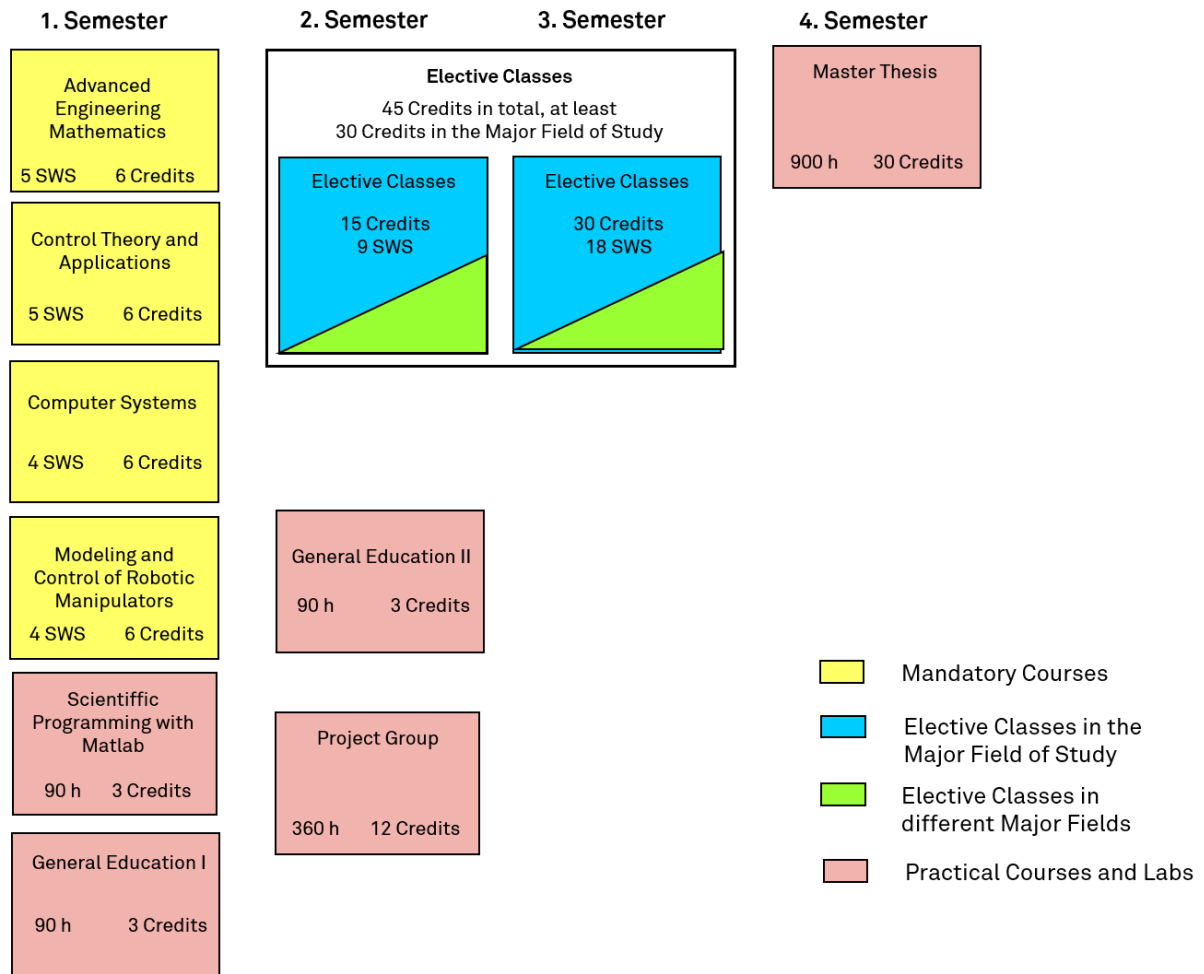 1. Semester
2. Semester
3. Semester
4. Semester
Advanced
Engineering
Mathematics
5 SWS 6 Credits
Control Theory and
Applications
5 SWS 6 Credits
Computer Systems
4 SWS 6 Credits
Modeling and
Control of Robotic
Manipulators
4 SWS 6 Credits
Scientiffic
Programming with
Matlab
90 h 3 Credits
General Education I
90 h 3 Credits
Elective Classes
45 Credits in total, at least
30 Credits in the Major Field of Study
Elective Classes
15 Credits
9 SWS
Elective Classes
30 Credits
18 SWS
General Education II
90 h 3 Credits
Project Group
360 h 12 Credits
Master Thesis
900 h 30 Credits
Mandatory Courses
Elective Classes in the
Major Field of Study
Elective Classes in
different Major Fields
Practical Courses and Labs